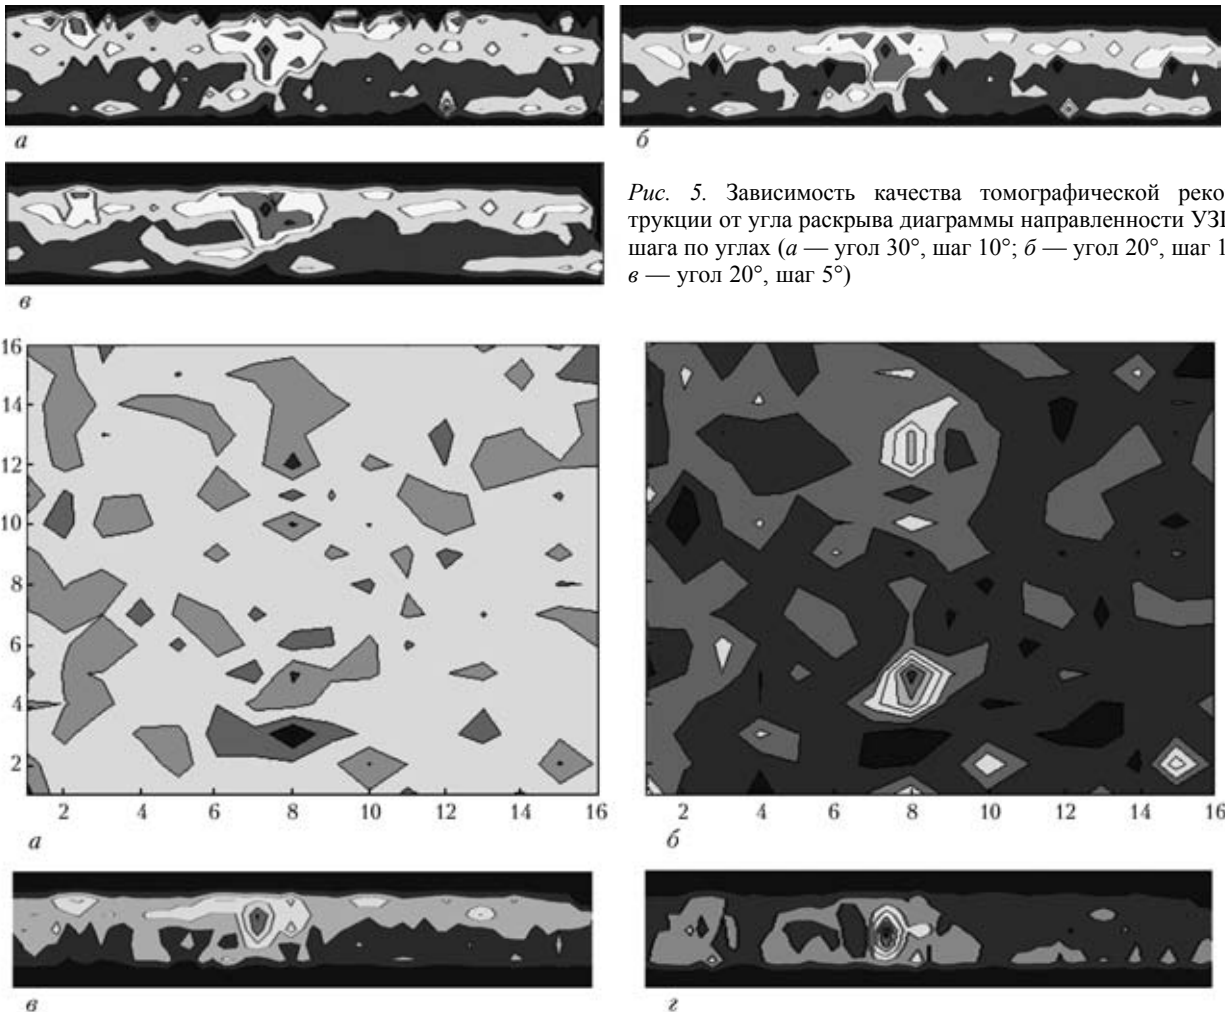 а
б
Рис. 5. Зависимость качества томографической реко
трукции от угла раскрыва диаграммы направленности
шага по углах (а — угол 30°, шаг 10°; б — угол 20°, шаг
в — угол 20°, шаг 5°)
в
16
14
12
10
8
6
4
2
2 4 6 8 10 12 14 16
2 4 6 8 10 12 14 16
а
б
в
г